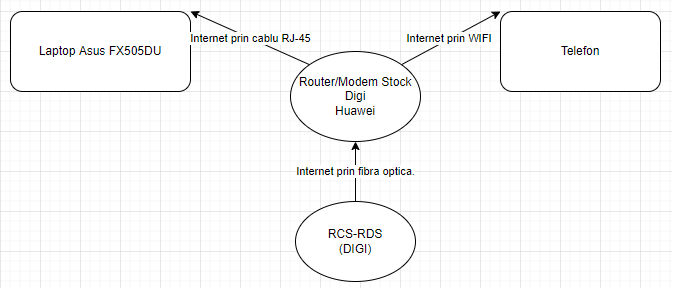 Laptop Asus FX505DU
Internet prin cablu RJ-45
Internet prin WIFI
Telefon
Router/Modem Stock
Digi
Huawei
Internet prin fibra optica.
RCS-RDS
(DIGI)